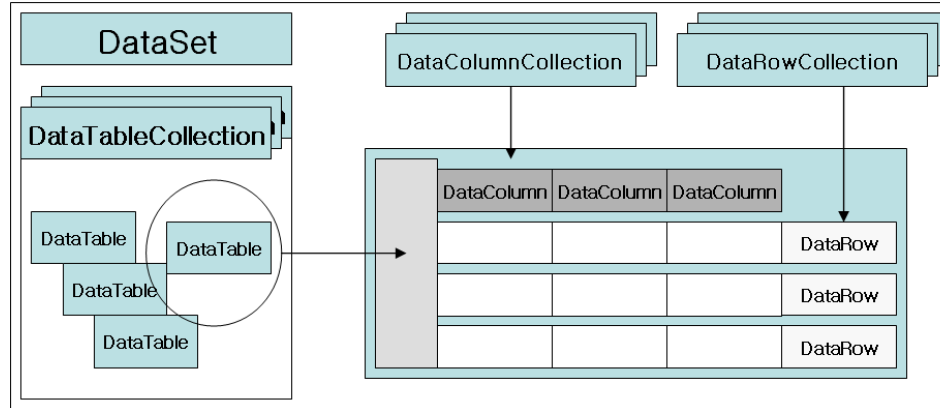 DataSet
DataTableCollection
DataTable
DataTable
DataTable
DataTable
DataColumnCollection
DataRowCollection
DataColumn DataColumn DataColumn
DataRow
DataRow
DataRow